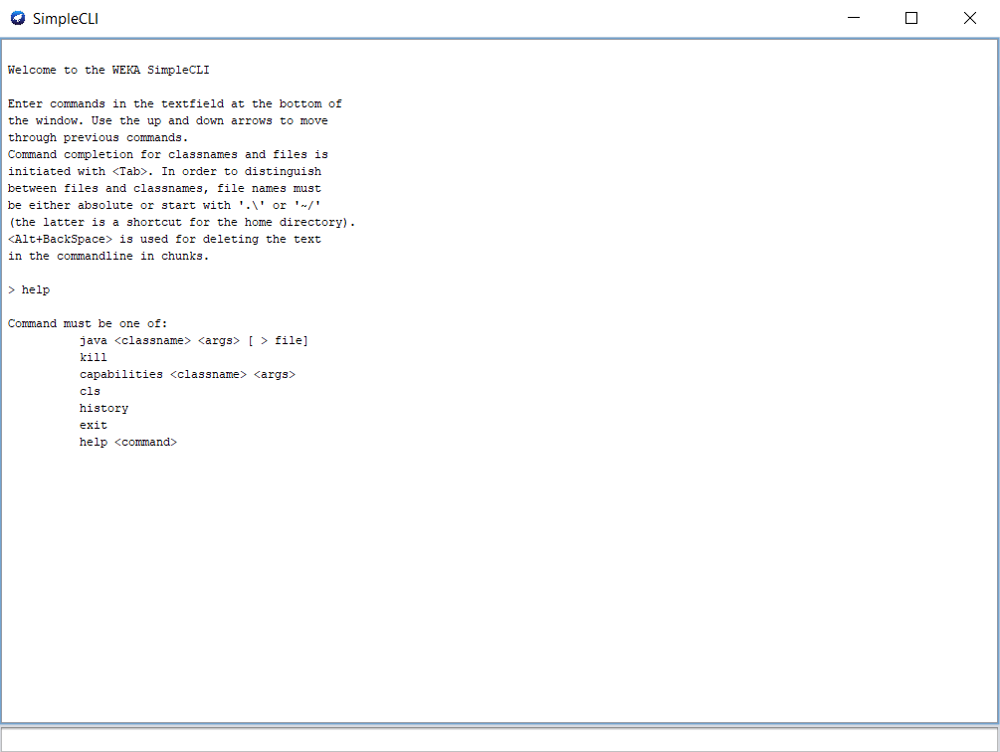 SimpleCLI
Welcome to the WEKA SimpleCLI
Enter commands in the textfield at the bottom of
the window. Use the up and down arrows to move
through previous commands.
Command completion for classnames and files is
initiated with <Tab>. In order to distinguish
between files and classnames, file names must
be either absolute or start with '.\' or '~/'
(the latter is a shortcut for the home directory).
<Alt+BackSpace> is used for deleting the text
in the commandline in chunks.
> help
Command must be one of:
java <classname> <args> [ > file]
kill
capabilities <classname> <args>
cls
history
exit
help <command>